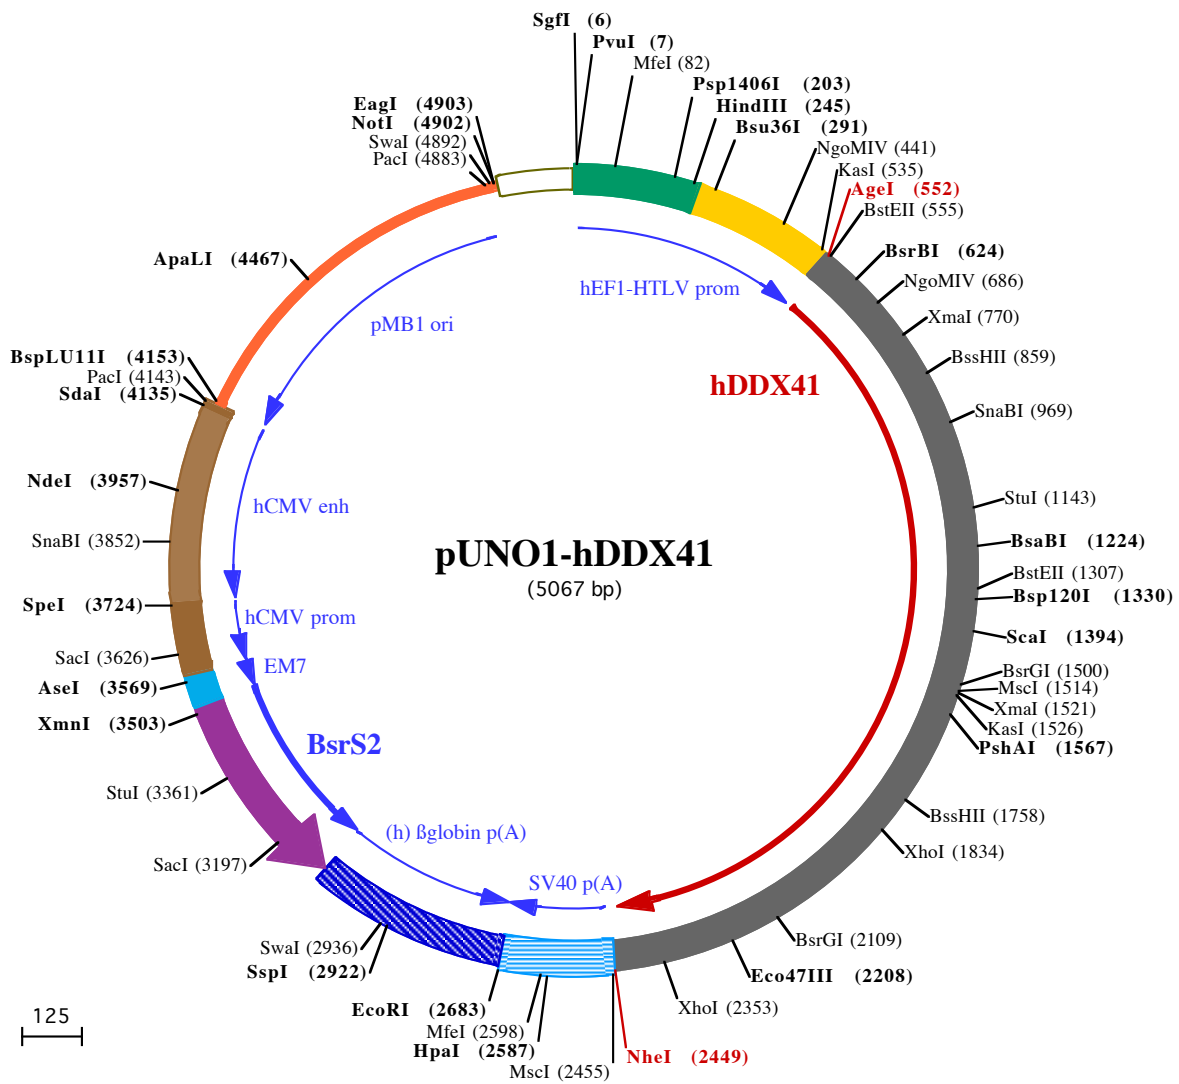 SgfI (6)
PvuI (7)
MfeI (82)
Psp1406I (203)
HindIII (245)
Bsu36I (291)
NgoMIV (441)
KasI (535)
AgeI (552)
BstEII (555)
BsrBI (624)
NgoMIV (686)
XmaI (770)
BssHII (859)
SnaBI (969)
StuI (1143)
BsaBI (1224)
BstEII (1307)
Bsp120I (1330)
ScaI (1394)
BsrGI (1500)
MscI (1514)
XmaI (1521)
KasI (1526)
PshAI (1567)
BssHII (1758)
XhoI (1834)
BsrGI (2109)
Eco47III (2208)
XhoI (2353)
NheI (2449)
MscI (2455)
HpaI (2587)
MfeI (2598)
EcoRI (2683)
SspI (2922)
SwaI (2936)
SacI (3197)
StuI (3361)
XmnI (3503)
AseI (3569)
SacI (3626)
SpeI (3724)
SnaBI (3852)
NdeI (3957)
SdaI (4135)
PacI (4143)
BspLU11I (4153)
ApaLI (4467)
PacI (4883)
SwaI (4892)
NotI (4902)
EagI (4903)
hEF1-HTLV prom
hDDX41
SV40 p(A)
(h) ßglobin p(A)
BsrS2
EM7
hCMV prom
hCMV enh
pMB1 ori
pUNO1-hDDX41
(5067 bp)
125